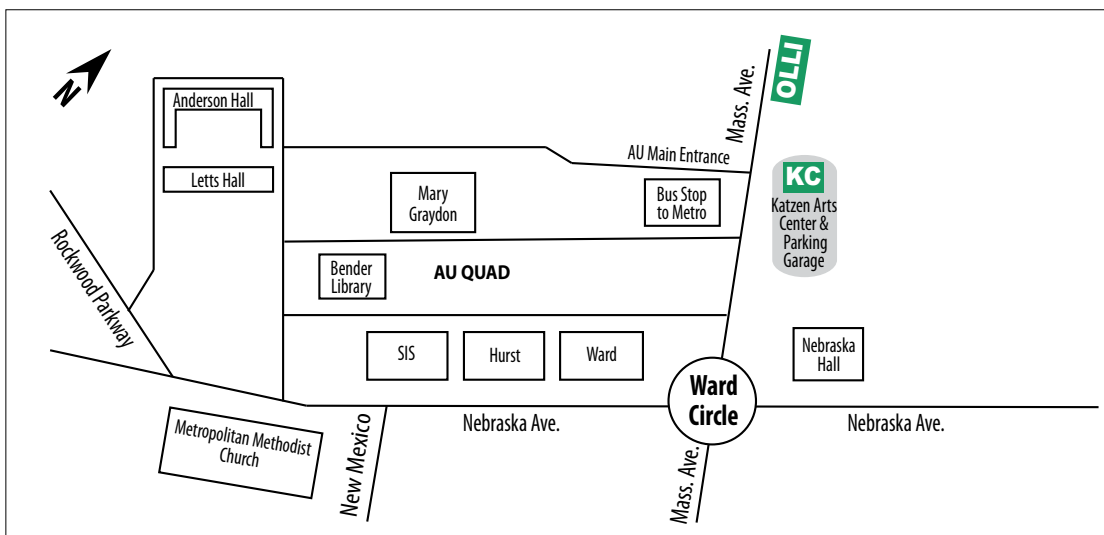 N
OLLI
Mass. Ave.
Anderson Hall
AU Main Entrance
Letts Hall
Mary
Graydon
Bus Stop
to Metro
KC
Katzen Arts
Center &
Parking
Garage
Rockwood Parkway
Bender
Library
AU QUAD
SIS
Hurst
Ward
Nebraska
Hall
Ward
Circle
Metropolitan Methodist
Church
New Mexico
Nebraska Ave.
Nebraska Ave.
Mass. Ave.